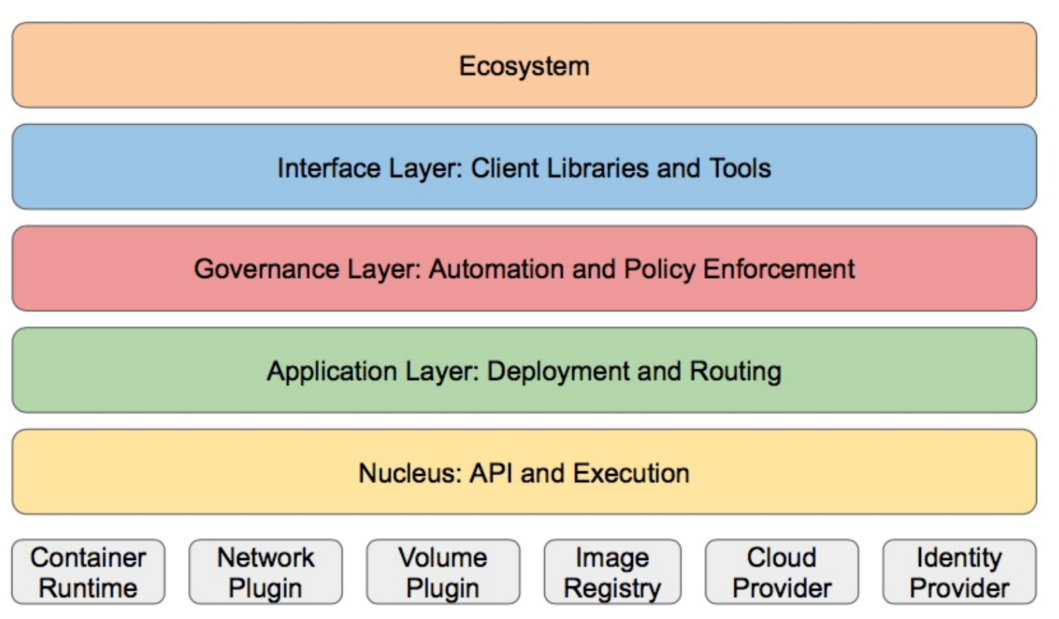 Ecosystem
Interface Layer: Client Libraries and Tools
Governance Layer: Automation and Policy Enforcement
Application Layer: Deployment and Routing
Nucleus: API and Execution
Container
Runtime
Network
Plugin
Volume
Plugin
Image
Registry
Cloud
Provider
Identity
Provider